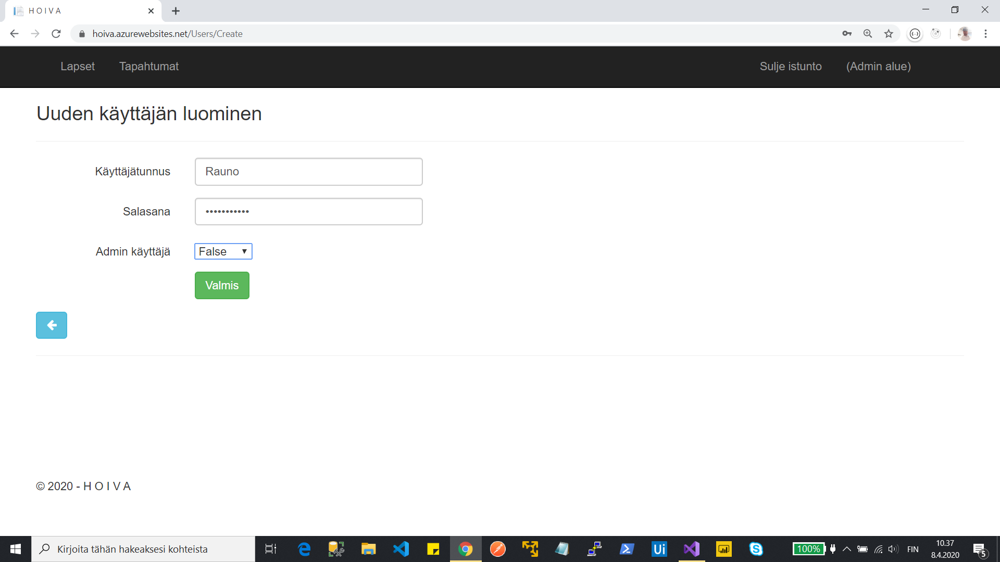 H O I V A
hoiva.azurewebsites.net/Users/Create
Lapset Tapahtumat Sulje istunto (Admin alue)
Uuden käyttäjän luominen
Käyttäjätunnus Rauno
Salasana •••••••••••
Admin käyttäjä False
Valmis
© 2020 - H O I V A
Kirjoita tähän hakeaksesi kohteista
Ui
100%
FIN
10.37
8.4.2020
5